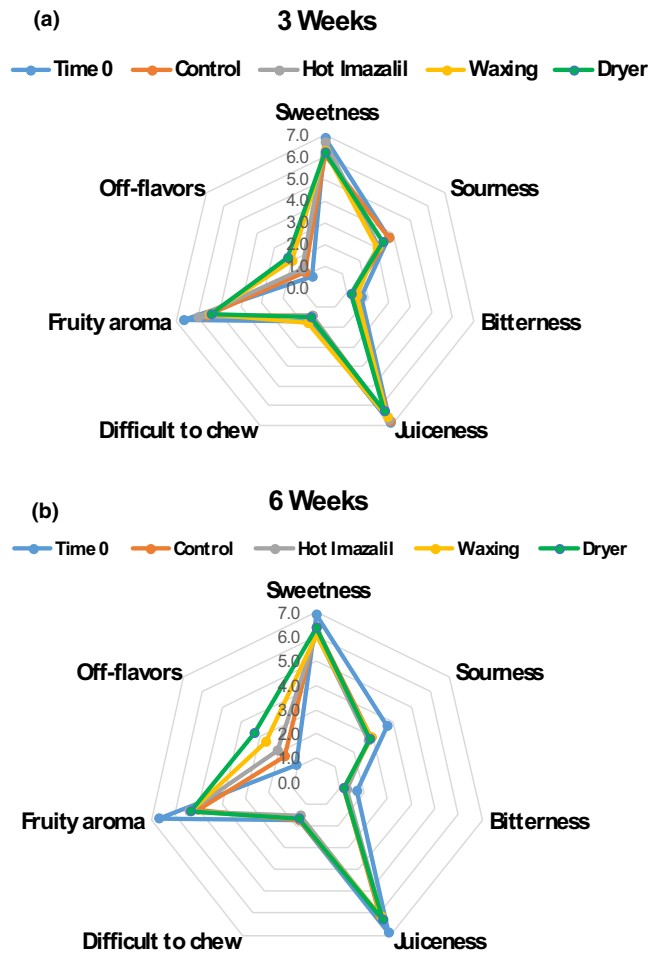 (a)
3 Weeks
Time 0 Control Hot Imazalil Waxing Dryer
Sweetness
7.0
6.0
5.0
4.0
3.0
2.0
1.0
0.0
Off-flavors
Sourness
Fruity aroma
Bitterness
Difficult to chew
Juiceness
(b)
6 Weeks
Time 0 Control Hot Imazalil Waxing Dryer
Sweetness
7.0
6.0
5.0
4.0
3.0
2.0
1.0
0.0
Off-flavors
Sourness
Fruity aroma
Bitterness
Difficult to chew
Juiceness